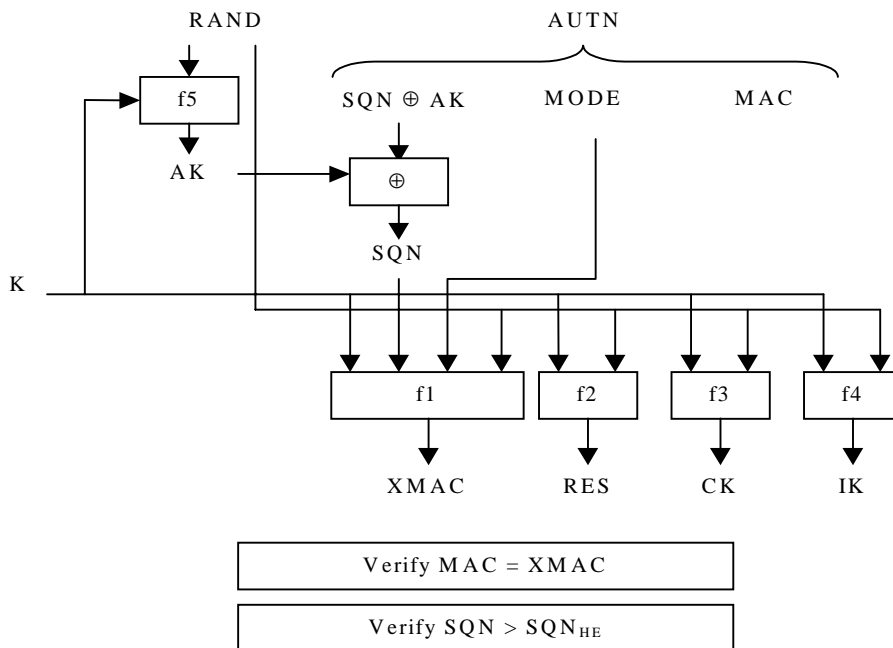 RAND AUTN
f5 SQN ⊕ AK MODE MAC
AK ⊕
SQN
K
f1 f2 f3 f4
XMAC RES CK IK
Verify MAC = XMAC
Verify SQN > SQN_HE